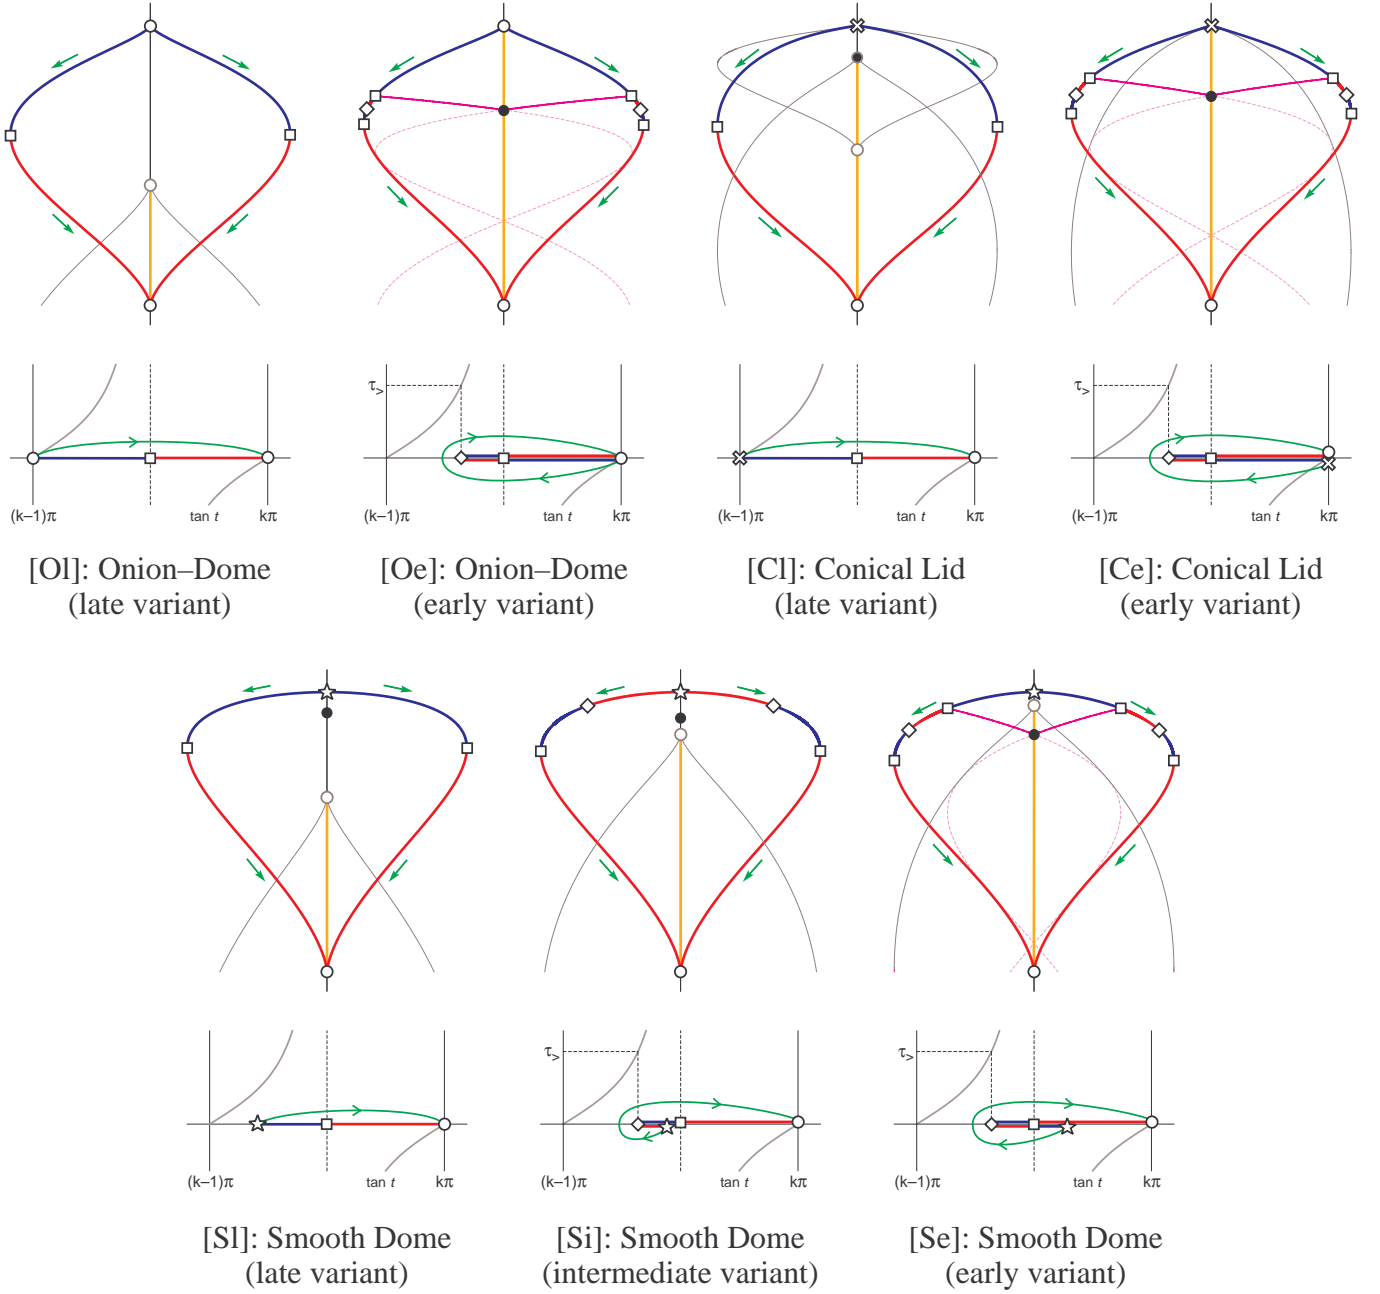 τ> τ>
(k–1)π tan t kπ (k–1)π tan t kπ (k–1)π tan t kπ (k–1)π tan t kπ
[Ol]: Onion–Dome [Oe]: Onion–Dome [Cl]: Conical Lid [Ce]: Conical Lid
(late variant) (early variant) (late variant) (early variant)
τ> τ>
(k–1)π tan t kπ (k–1)π tan t kπ (k–1)π tan t kπ
[Sl]: Smooth Dome [Si]: Smooth Dome [Se]: Smooth Dome
(late variant) (intermediate variant) (early variant)